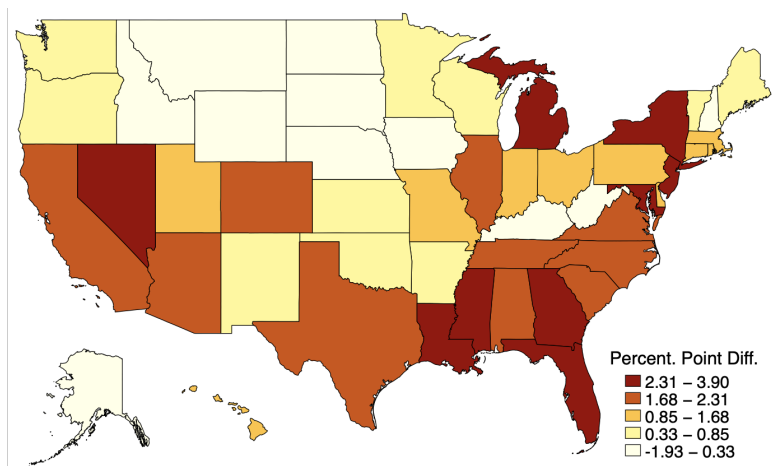 Percent. Point Diff.
2.31 – 3.90
1.68 – 2.31
0.85 – 1.68
0.33 – 0.85
-1.93 – 0.33